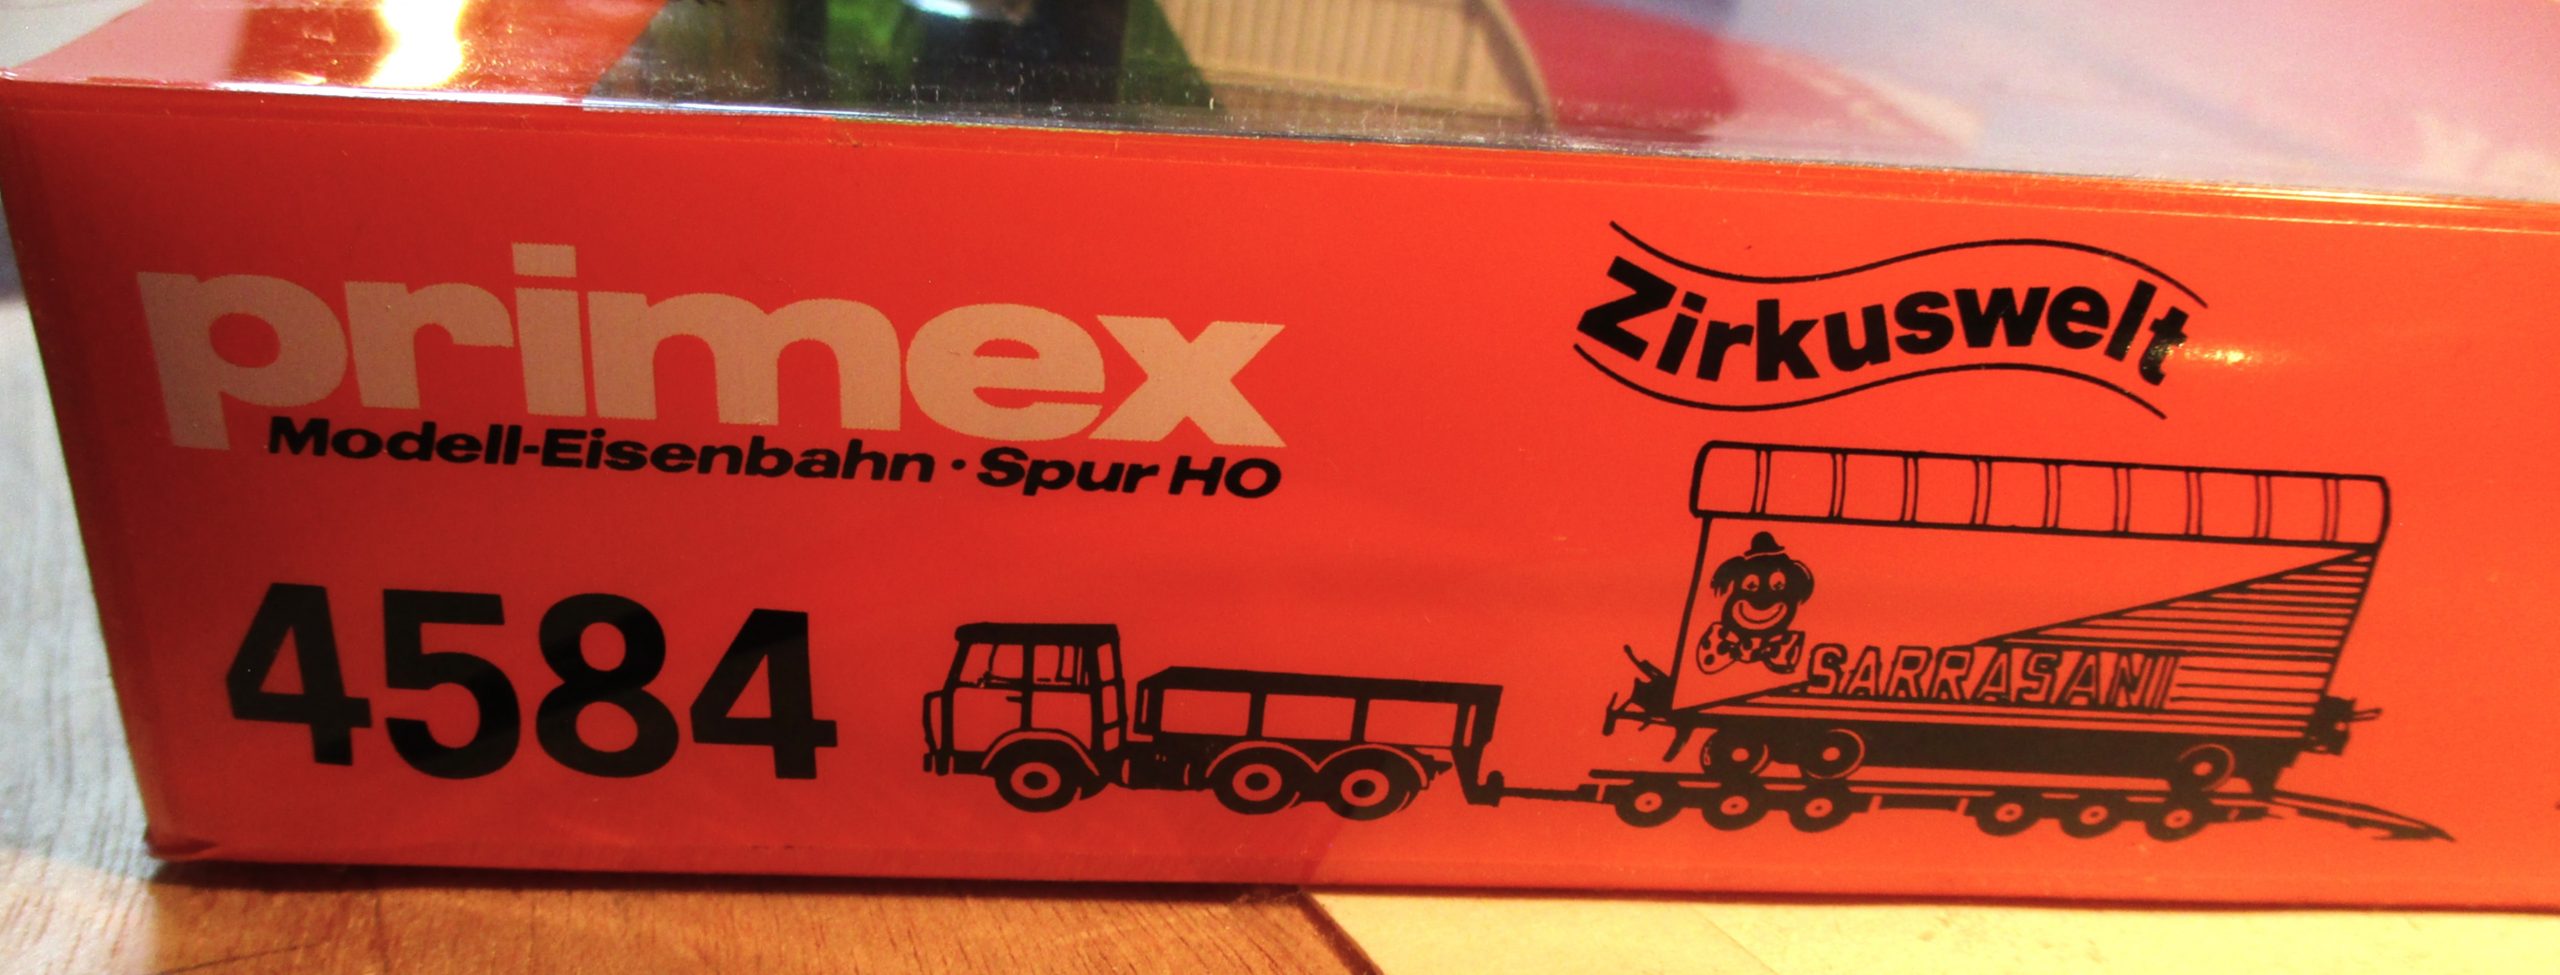 primex
Modell-Eisenbahn · Spur HO
4584
Zirkuswelt
SARRASANI